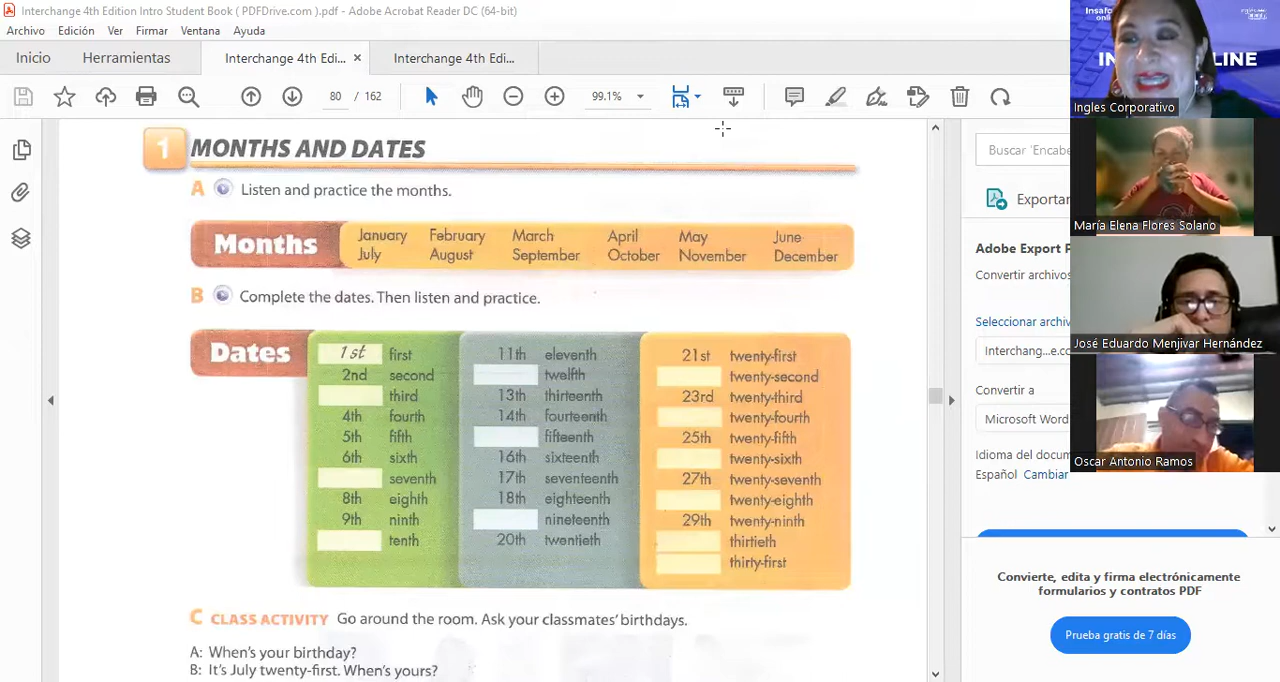 Interchange 4th Edition Intro Student Book ( PDFDrive.com ).pdf - Adobe Acrobat Reader DC (64-bit)
Archivo Edición Ver Firmar Ventana Ayuda
Inicio Herramientas Interchange 4th Edi... × Interchange 4th Edi...
80 / 162 99.1%
1 MONTHS AND DATES
A Listen and practice the months.
Months
January February March April May June
July August September October November December
B Complete the dates. Then listen and practice.
Dates
1st first 11th eleventh 21st twenty-first
2nd second twelfth twenty-second
third 13th thirteenth 23rd twenty-third
4th fourth 14th fourteenth twenty-fourth
5th fifth fifteenth 25th twenty-fifth
6th sixth 16th sixteenth twenty-sixth
seventh 17th seventeenth 27th twenty-seventh
8th eighth 18th eighteenth twenty-eighth
9th ninth nineteenth 29th twenty-ninth
tenth 20th twentieth thirtieth
thirty-first
C CLASS ACTIVITY Go around the room. Ask your classmates' birthdays.
A: When's your birthday?
B: It's July twenty-first. When's yours?
Buscar 'Encabe
Exportar
Adobe Export P
Convertir archivos
Seleccionar archiv
Interchang...e.c
Convertir a
Microsoft Word
Idioma del docum
Español Cambiar
Convierte, edita y firma electrónicamente
formularios y contratos PDF
Prueba gratis de 7 días
Insafo
onli
IN LINE
Ingles Corporativo
María Elena Flores Solano
José Eduardo Menjivar Hernández
Oscar Antonio Ramos